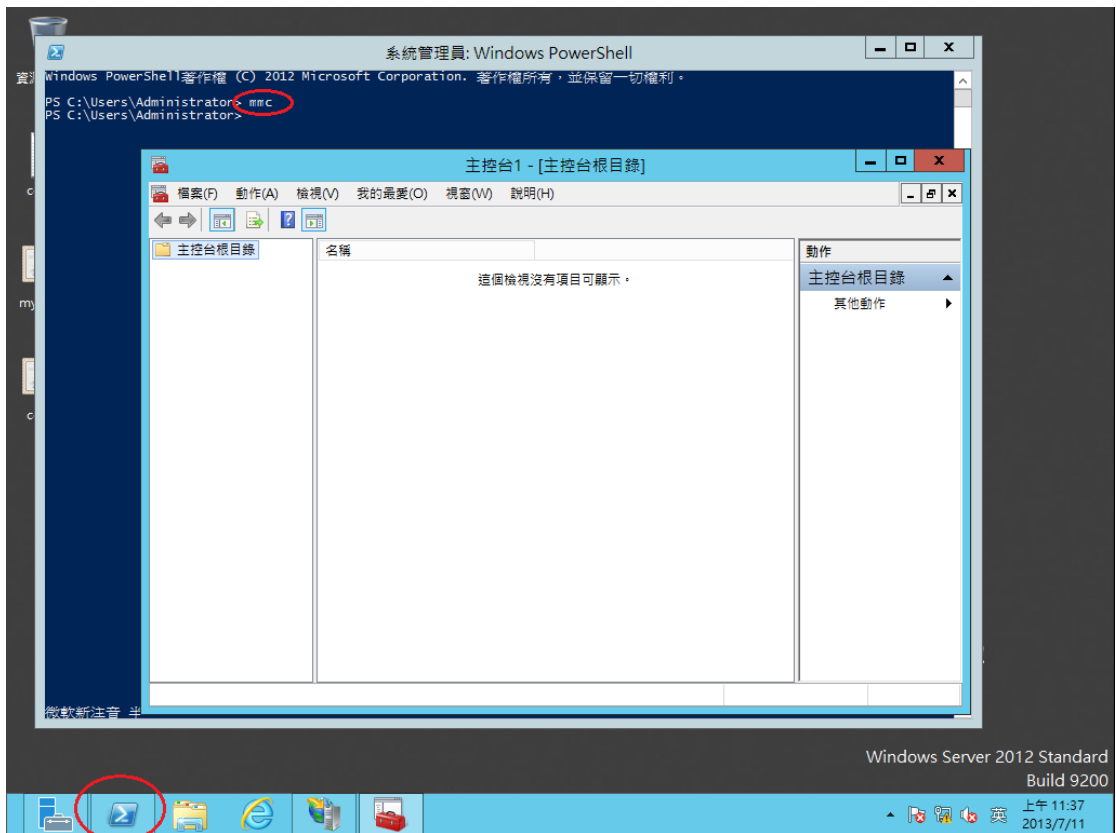 系統管理員: Windows PowerShell
Windows PowerShell著作權 (C) 2012 Microsoft Corporation. 著作權所有，並保留一切權利。
PS C:\Users\Administrator> mmc
PS C:\Users\Administrator>
主控台1 - [主控台根目錄]
檔案(F) 動作(A) 檢視(V) 我的最愛(O) 視窗(W) 說明(H)
主控台根目錄
名稱
這個檢視沒有項目可顯示。
動作
主控台根目錄
其他動作
微軟新注音 半
Windows Server 2012 Standard
Build 9200
英
上午 11:37
2013/7/11